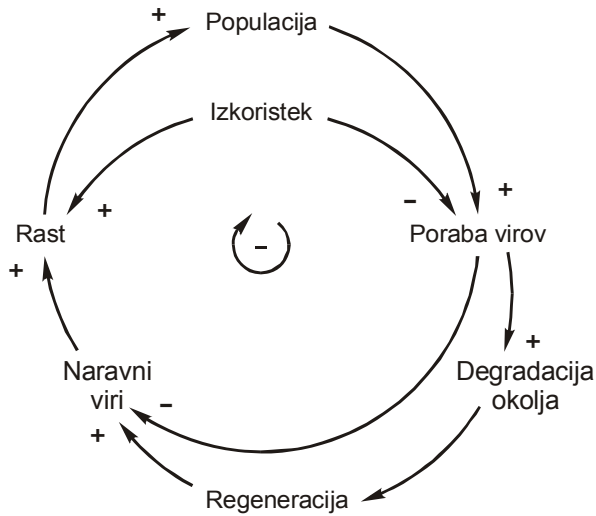 +
Populacija
Izkoristek
+
-
+
Rast
-
Poraba virov
+
+
Naravni
viri
-
Degradacija
okolja
+
Regeneracija